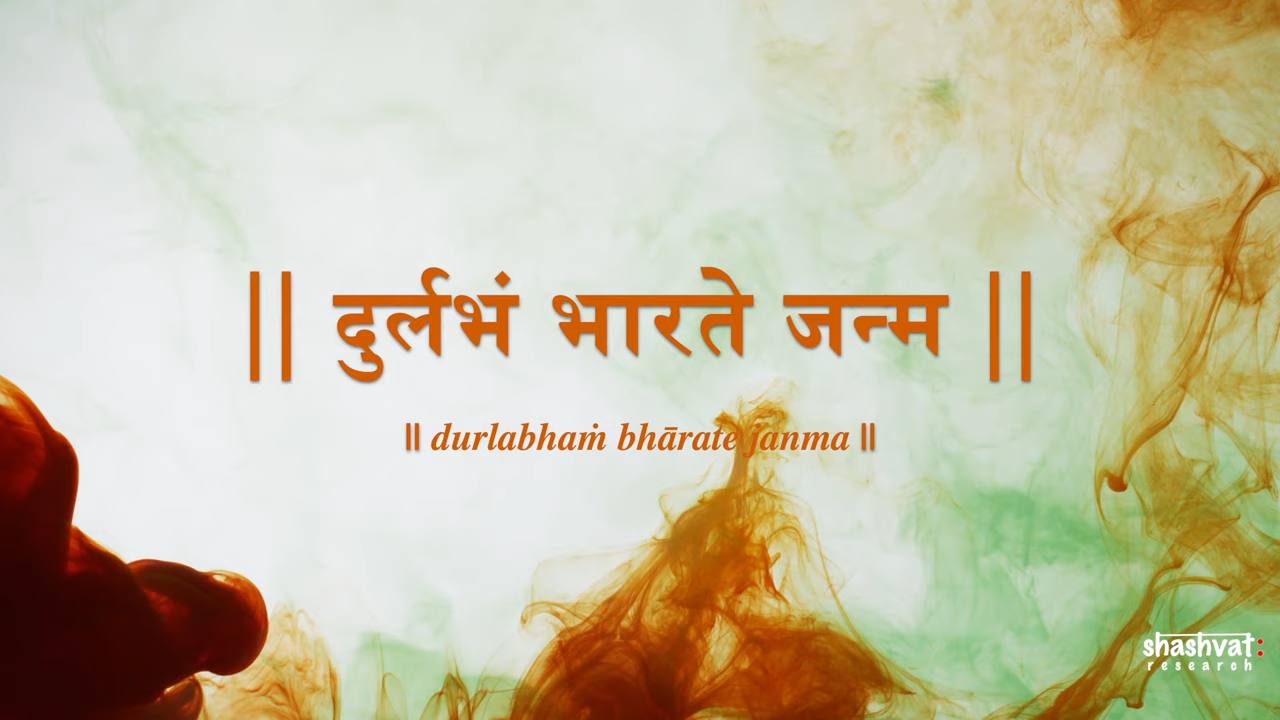 || दुर्लभं भारते जन्म ||
|| durlabhaṁ bhārate janma ||
shashvat:
research